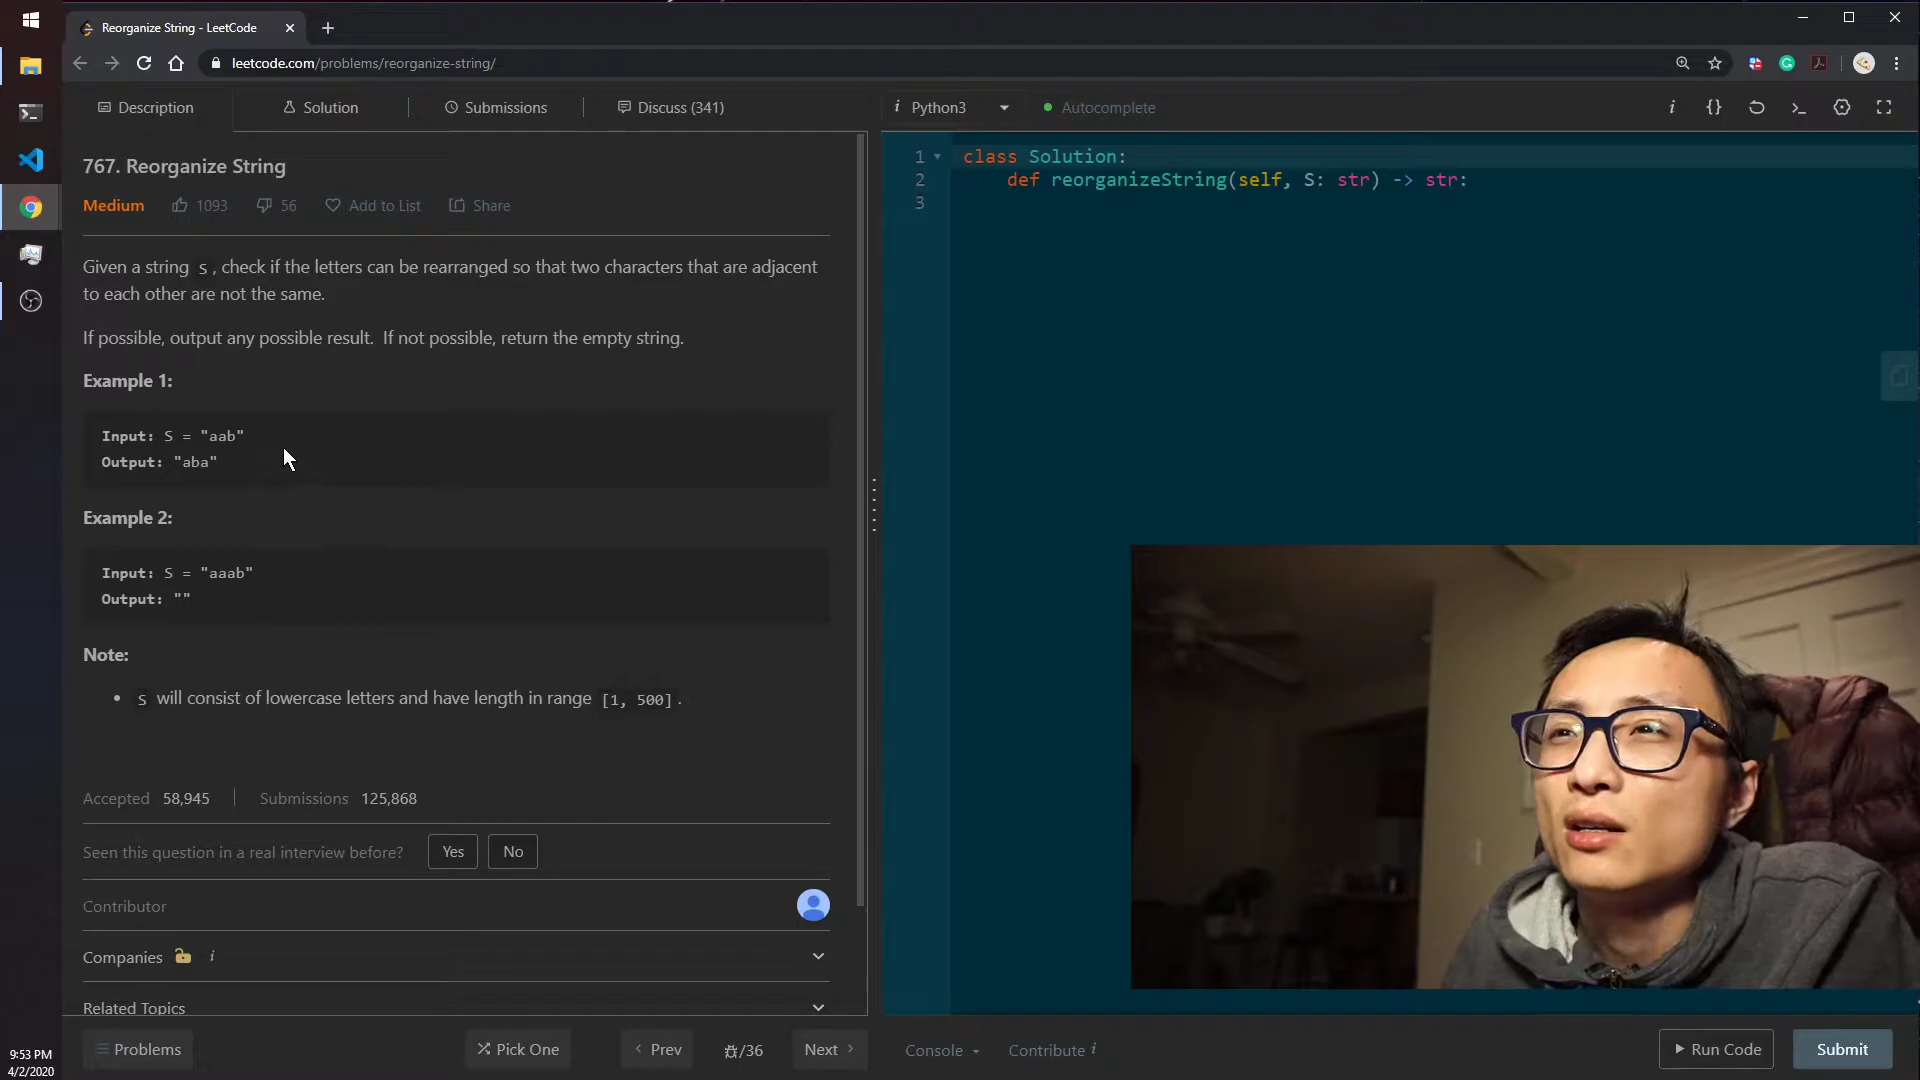 Reorganize String - LeetCode
leetcode.com/problems/reorganize-string/
Description
Solution
Submissions
Discuss (341)
i Python3
Autocomplete
i {}
767. Reorganize String
Medium 1093 56 Add to List Share
Given a string S, check if the letters can be rearranged so that two characters that are adjacent
to each other are not the same.
If possible, output any possible result. If not possible, return the empty string.
Example 1:
Input: S = "aab"
Output: "aba"
Example 2:
Input: S = "aaab"
Output: ""
Note:
• S will consist of lowercase letters and have length in range [1, 500].
Accepted 58,945 Submissions 125,868
Seen this question in a real interview before? Yes No
Contributor
Companies i
Related Topics
Problems
Pick One
Prev
/36
Next
1 class Solution:
2 def reorganizeString(self, S: str) -> str:
3
Console
Contribute i
Run Code
Submit
9:53 PM
4/2/2020